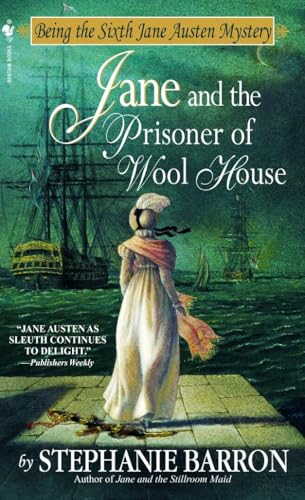 Being the Sixth Jane Austen Mystery
Jane and the
Prisoner of
Wool House
"JANE AUSTEN AS
SLEUTH CONTINUES
TO DELIGHT."
—Publishers Weekly
by STEPHANIE BARRON
Author of Jane and the Stillroom Maid